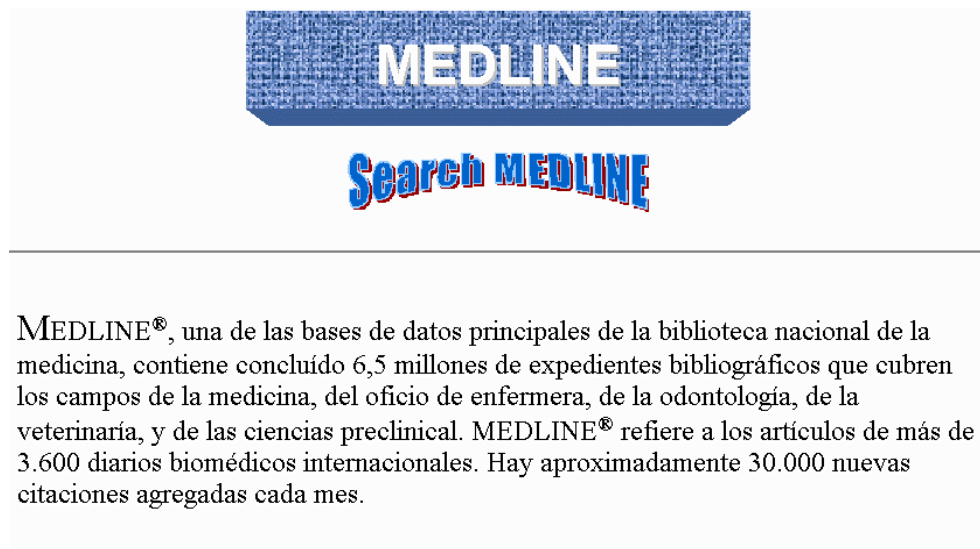 MEDLINE
Search MEDLINE
MEDLINE®, una de las bases de datos principales de la biblioteca nacional de la
medicina, contiene concluído 6,5 millones de expedientes bibliográficos que cubren
los campos de la medicina, del oficio de enfermera, de la odontología, de la
veterinaría, y de las ciencias preclinical. MEDLINE® refiere a los artículos de más de
3.600 diarios biomédicos internacionales. Hay aproximadamente 30.000 nuevas
citaciones agregadas cada mes.